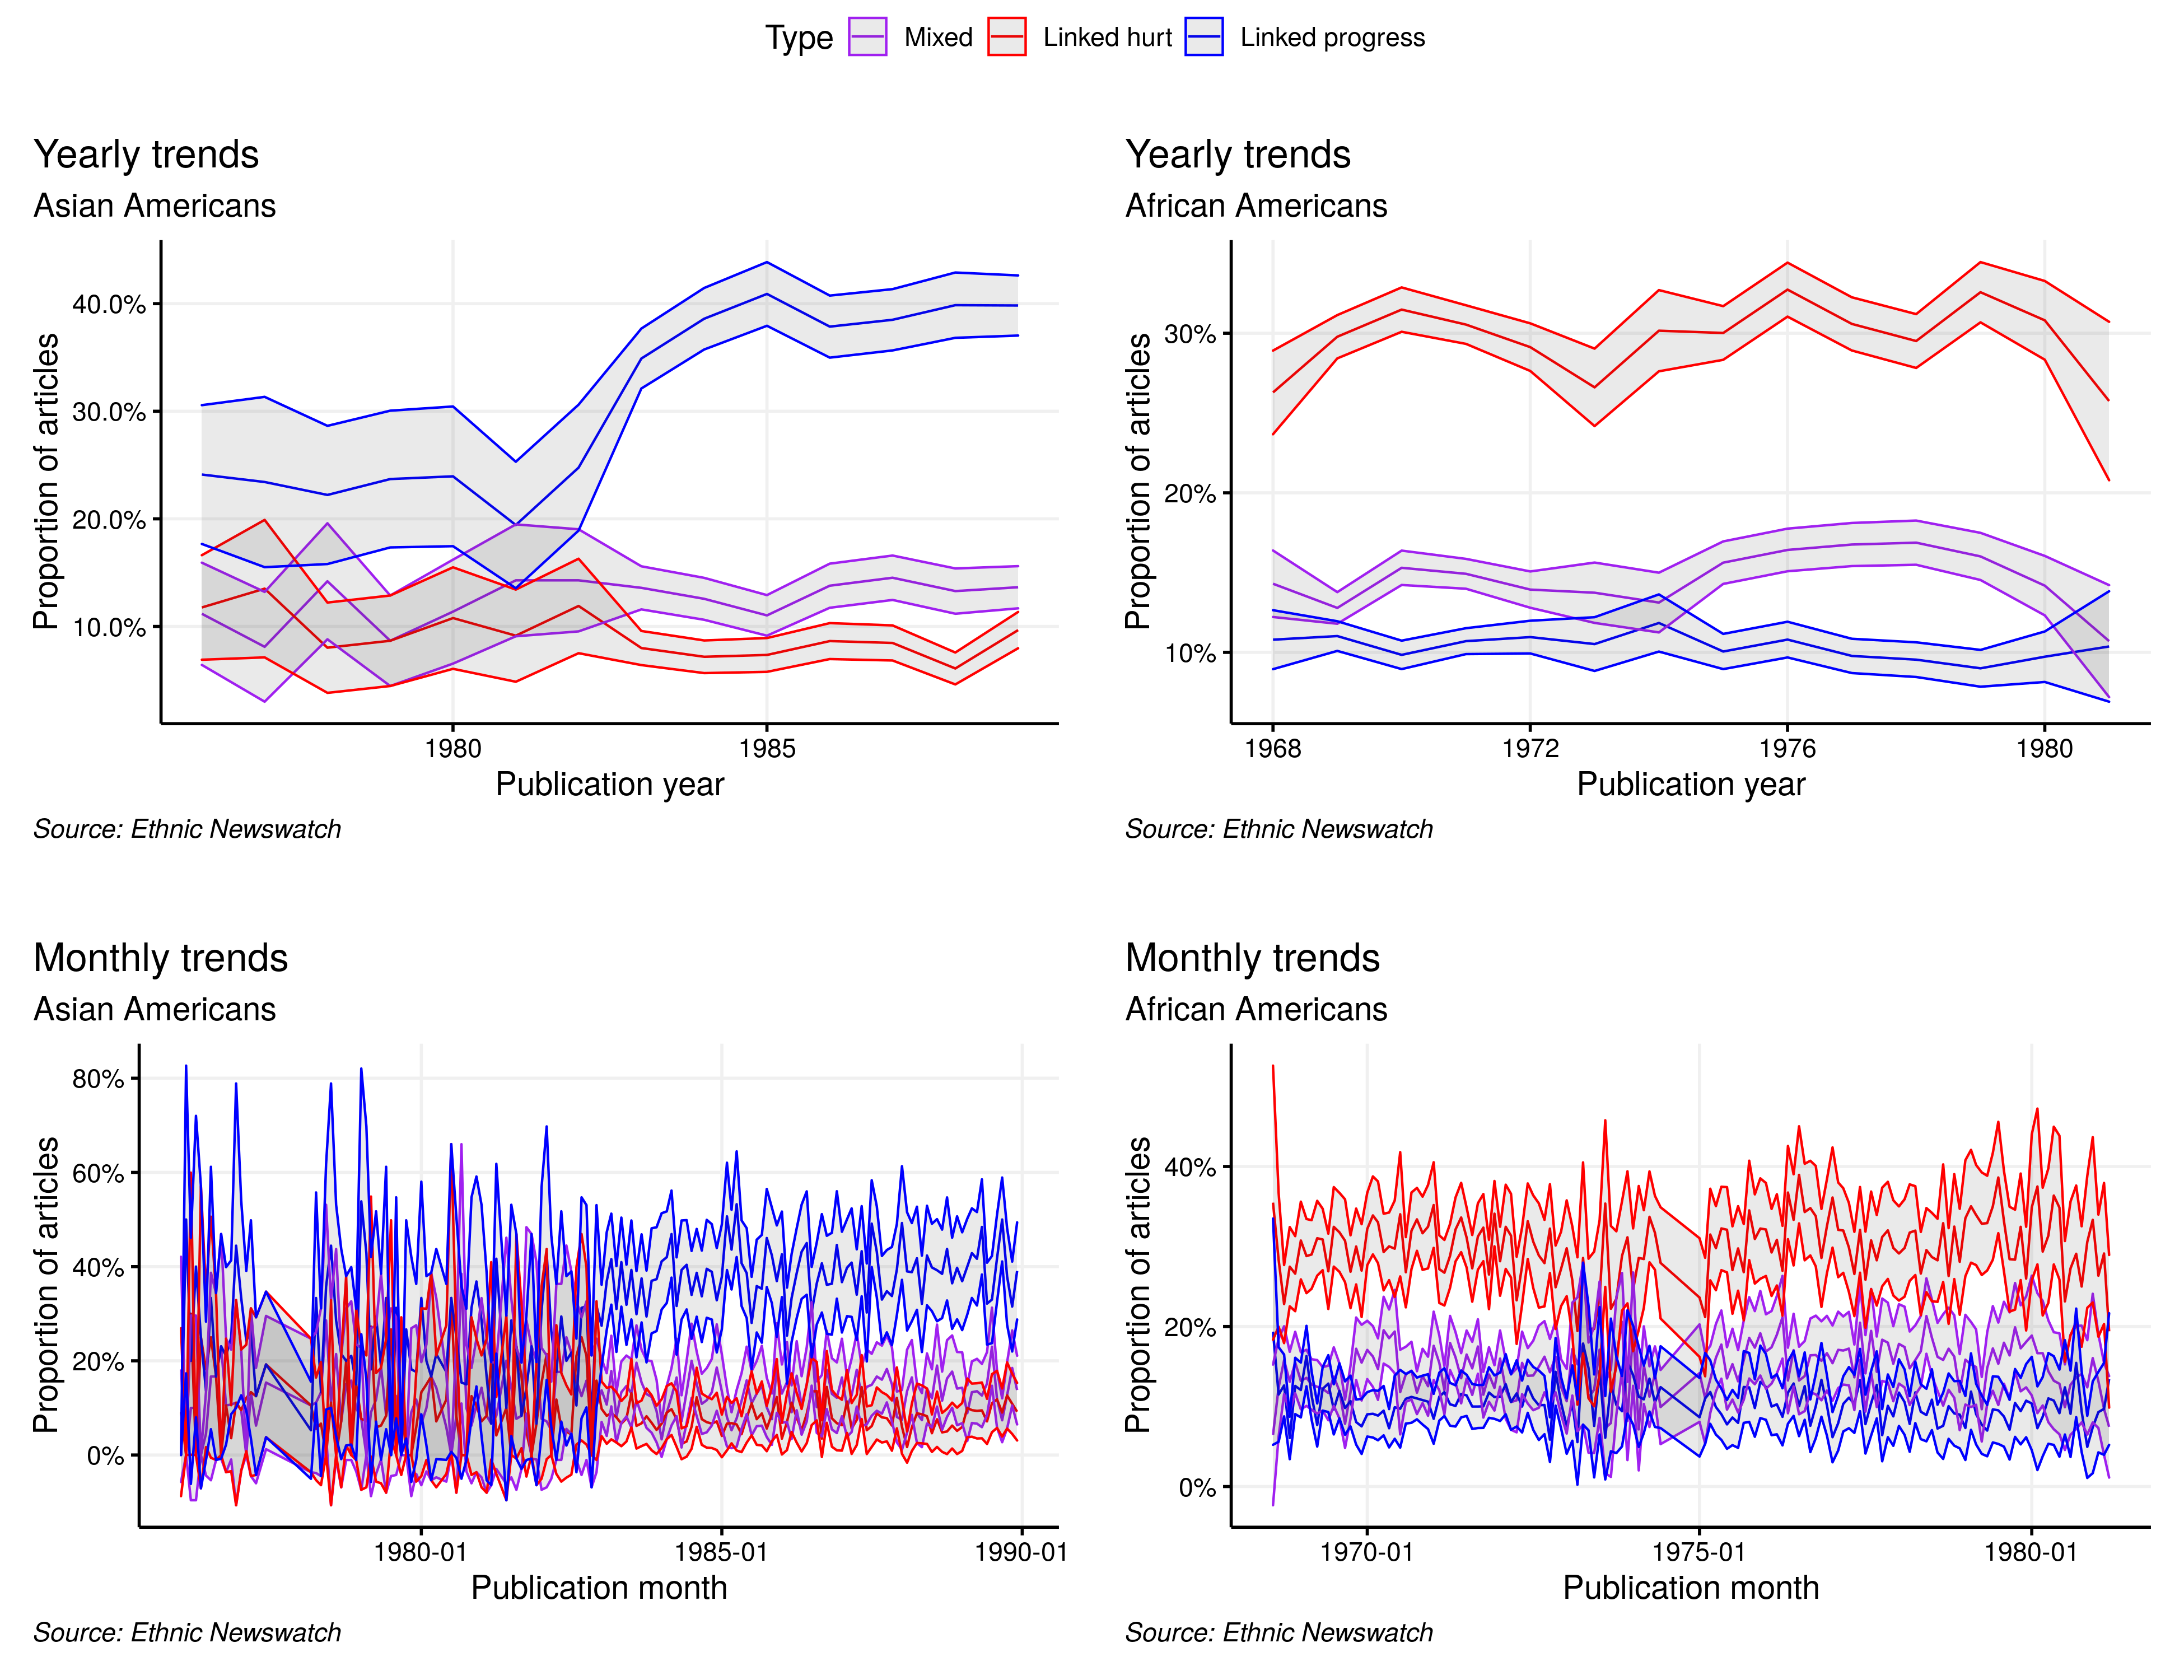 Type Mixed Linked hurt Linked progress
Yearly trends
Asian Americans
Proportion of articles
40.0%
30.0%
20.0%
10.0%
1980 1985
Publication year
Source: Ethnic Newswatch
Yearly trends
African Americans
Proportion of articles
30%
20%
10%
1968 1972 1976 1980
Publication year
Source: Ethnic Newswatch
Monthly trends
Asian Americans
Proportion of articles
80%
60%
40%
20%
0%
1980-01 1985-01 1990-01
Publication month
Source: Ethnic Newswatch
Monthly trends
African Americans
Proportion of articles
40%
20%
0%
1970-01 1975-01 1980-01
Publication month
Source: Ethnic Newswatch